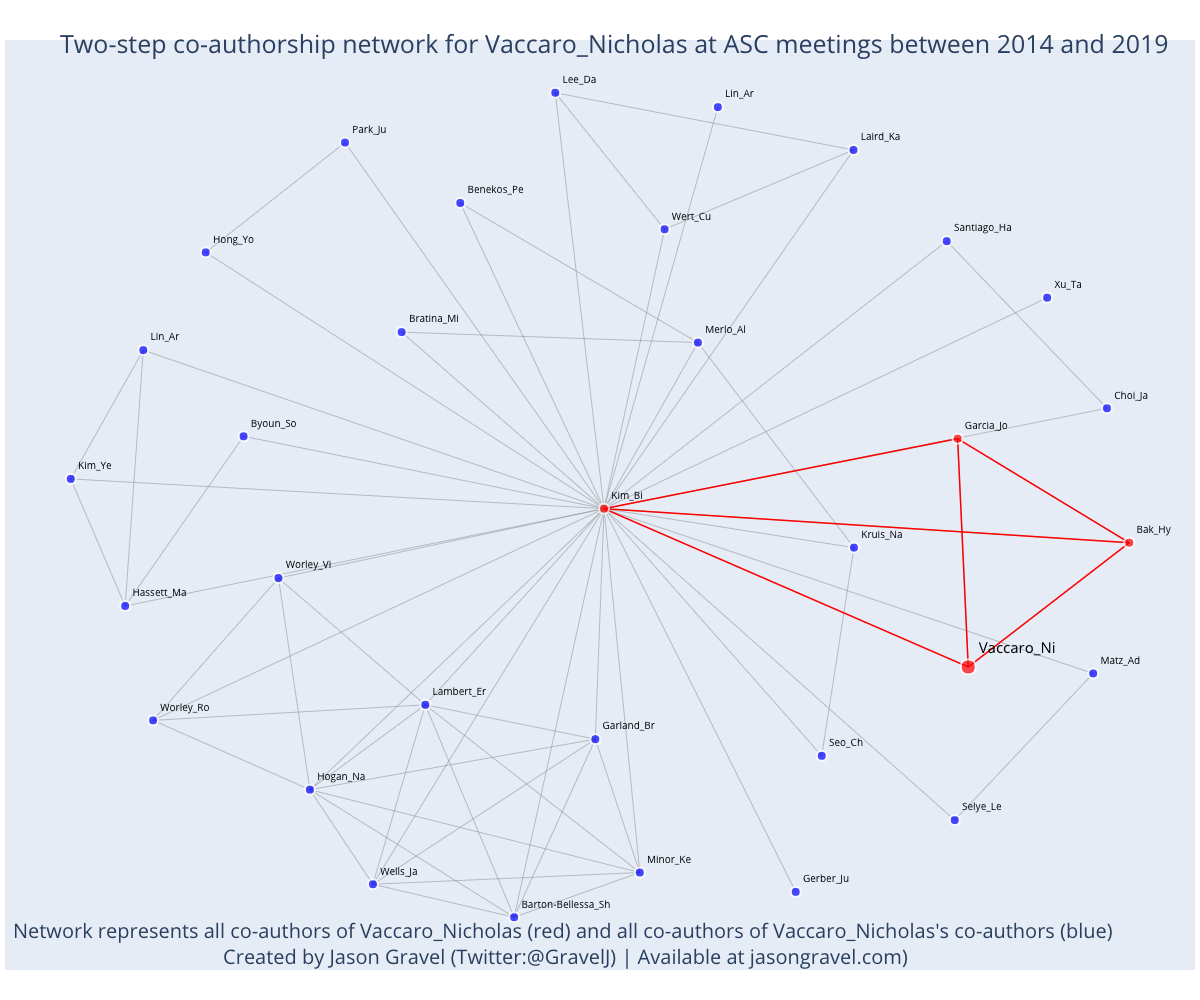 Two-step co-authorship network for Vaccaro_Nicholas at ASC meetings between 2014 and 2019
Lee_Da
Lin_Ar
Park_Ju
Laird_Ka
Benekos_Pe
Wert_Cu
Santiago_Ha
Hong_Yo
Xu_Ta
Bratina_Mi
Merlo_Al
Lin_Ar
Choi_Ja
Byoun_So
Garcia_Jo
Kim_Ye
Kim_Bi
Bak_Hy
Kruis_Na
Worley_Vi
Hassett_Ma
Vaccaro_Ni
Matz_Ad
Lambert_Er
Worley_Ro
Garland_Br
Seo_Ch
Hogan_Na
Selye_Le
Minor_Ke
Wells_Ja
Gerber_Ju
Barton-Bellessa_Sh
Network represents all co-authors of Vaccaro_Nicholas (red) and all co-authors of Vaccaro_Nicholas's co-authors (blue)
Created by Jason Gravel (Twitter:@GravelJ) | Available at jasongravel.com)